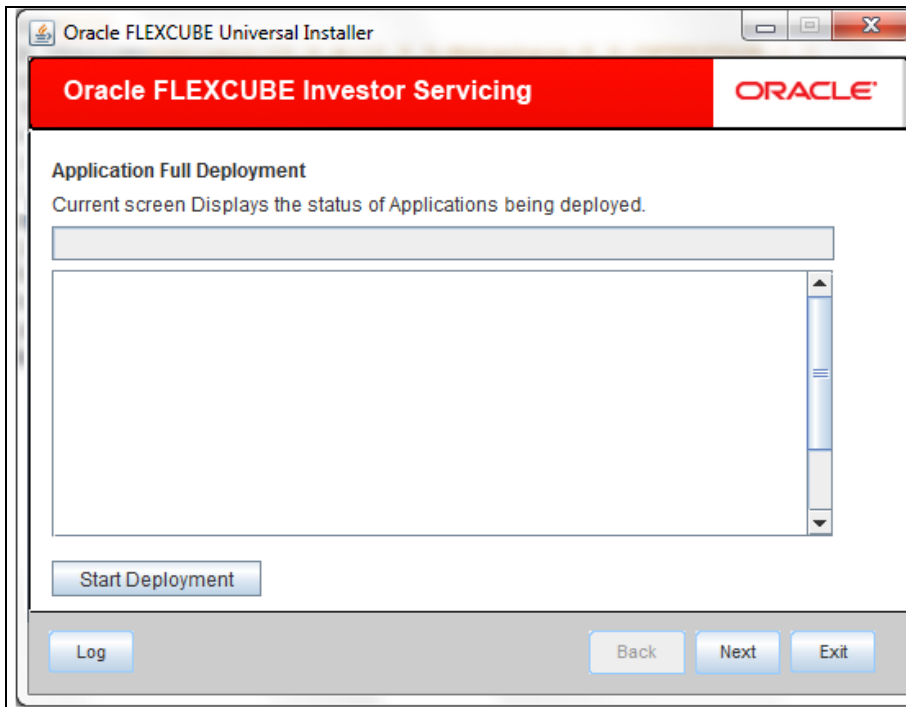 Oracle FLEXCUBE Universal Installer
Oracle FLEXCUBE Investor Servicing
ORACLE
Application Full Deployment
Current screen Displays the status of Applications being deployed.
Start Deployment
Log
Back
Next
Exit